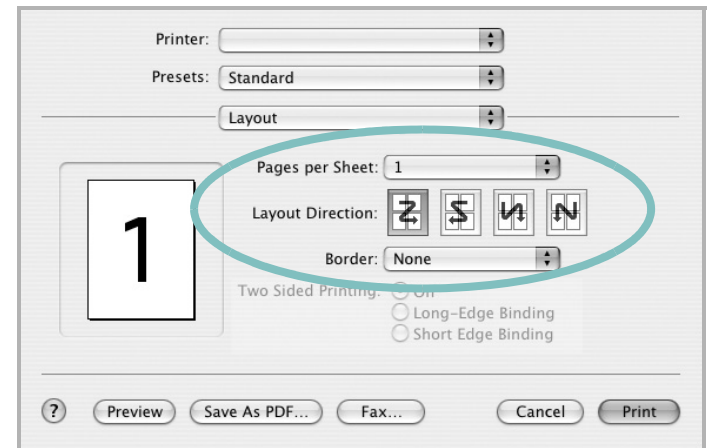 Printer:
Presets: Standard
Layout
Pages per Sheet: 1
Layout Direction:
1
Border: None
Two Sided Printing: Off
Long-Edge Binding
Short Edge Binding
? Preview Save As PDF... Fax... Cancel Print